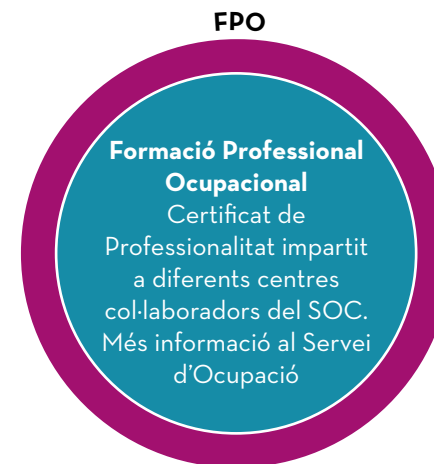 FPO
Formació Professional
Ocupacional
Certificat de
Professionalitat impartit
a diferents centres
col·laboradors del SOC.
Més informació al Servei
d’Ocupació